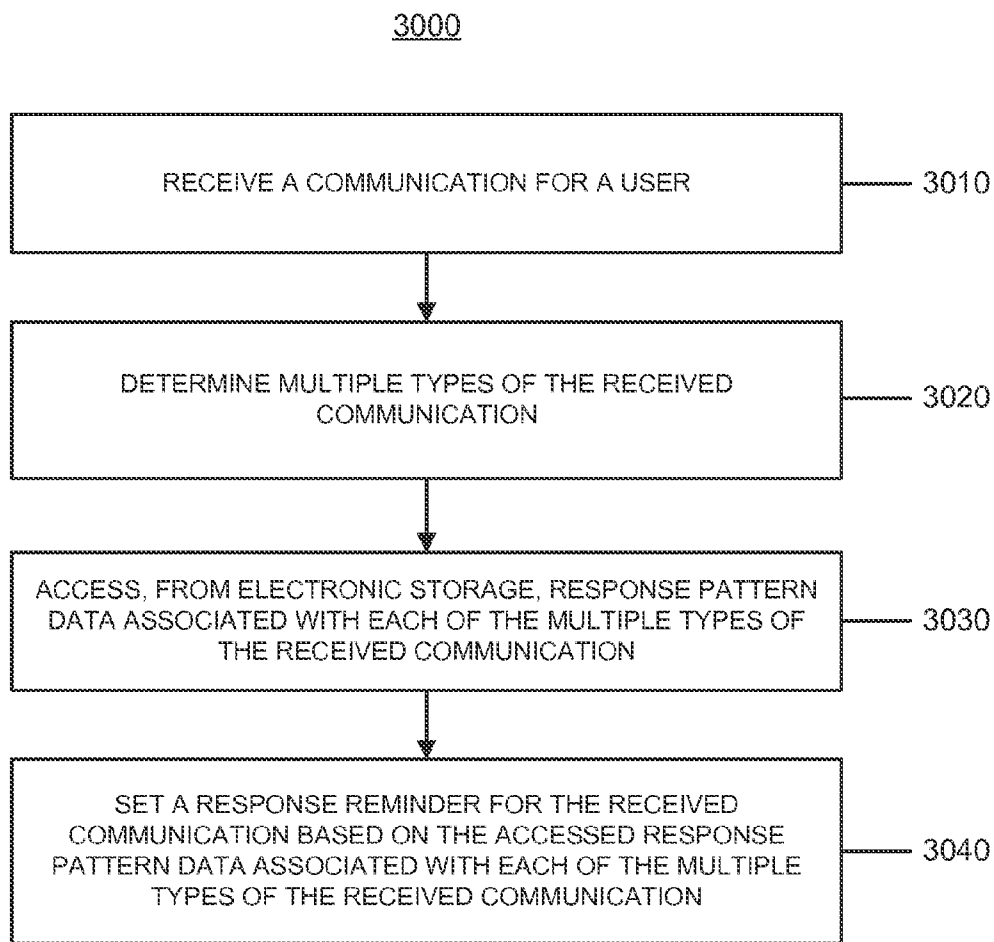 3000
RECEIVE A COMMUNICATION FOR A USER
3010
DETERMINE MULTIPLE TYPES OF THE RECEIVED
COMMUNICATION
3020
ACCESS, FROM ELECTRONIC STORAGE, RESPONSE PATTERN
DATA ASSOCIATED WITH EACH OF THE MULTIPLE TYPES OF
THE RECEIVED COMMUNICATION
3030
SET A RESPONSE REMINDER FOR THE RECEIVED
COMMUNICATION BASED ON THE ACCESSED RESPONSE
PATTERN DATA ASSOCIATED WITH EACH OF THE MULTIPLE
TYPES OF THE RECEIVED COMMUNICATION
3040